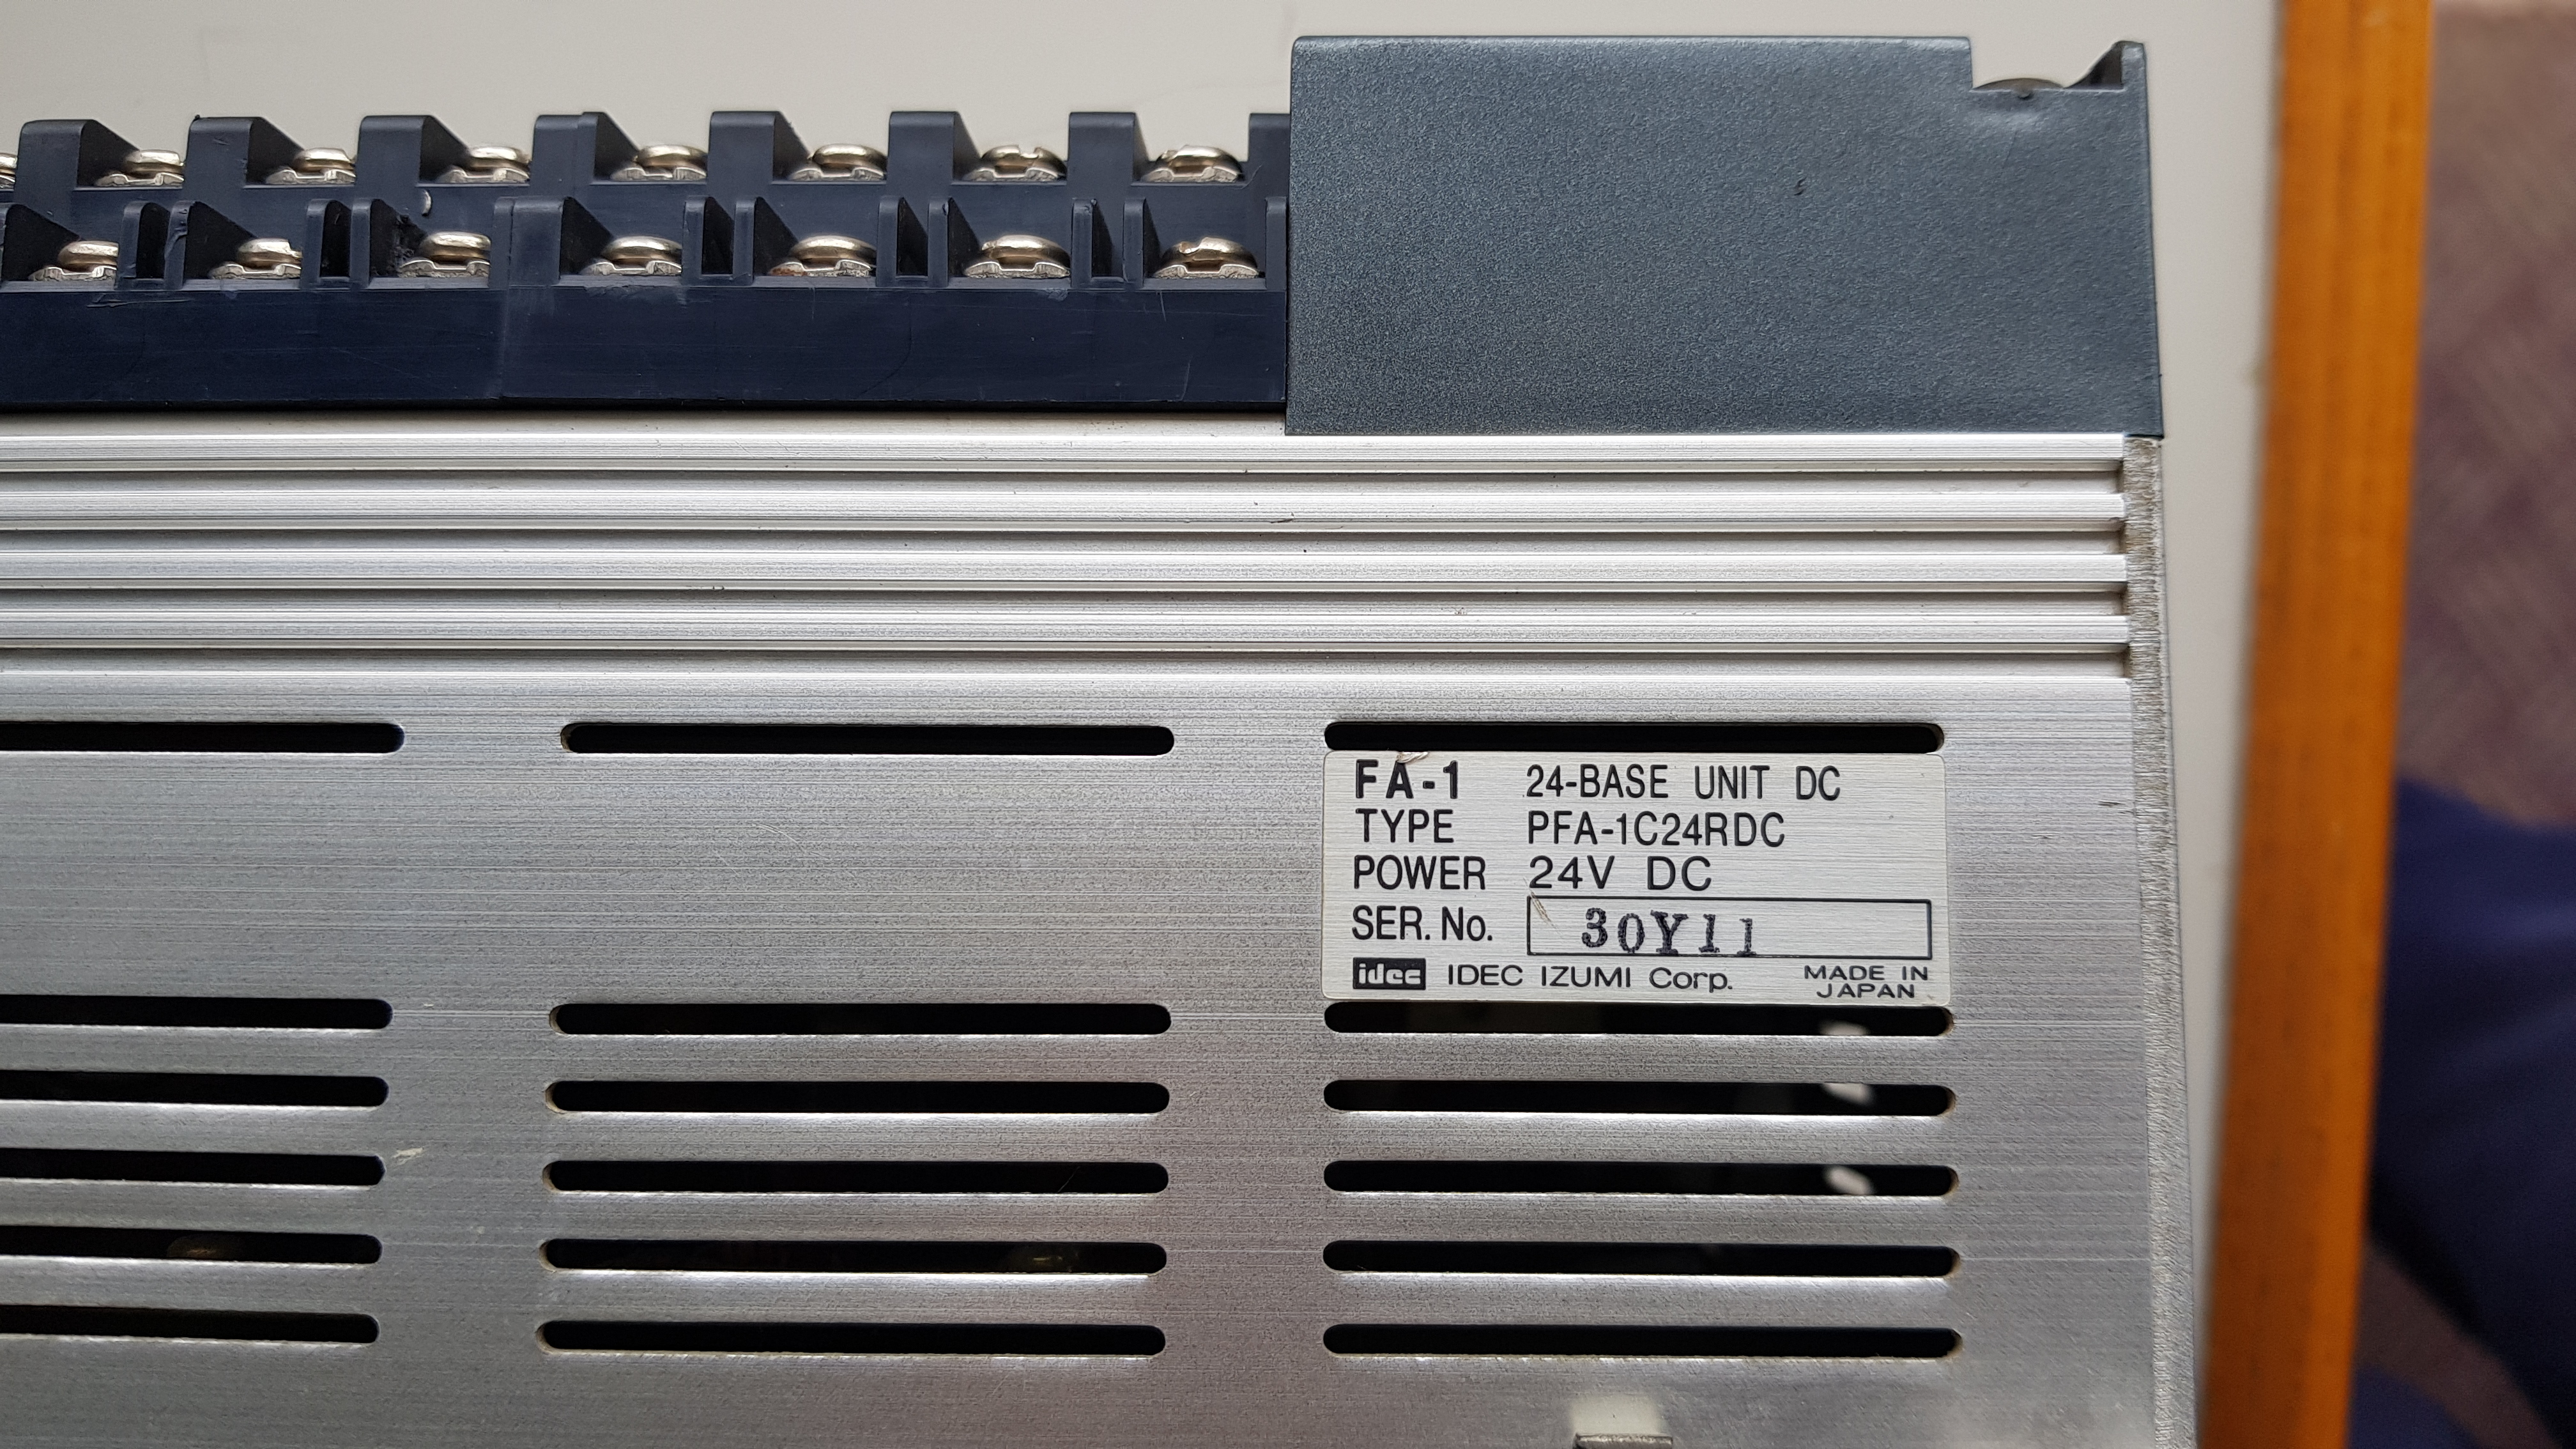 FA-1 24-BASE UNIT DC
TYPE PFA-1C24RDC
POWER 24V DC
SER. No. 30Y11
idec IDEC IZUMI Corp. MADE IN
JAPAN